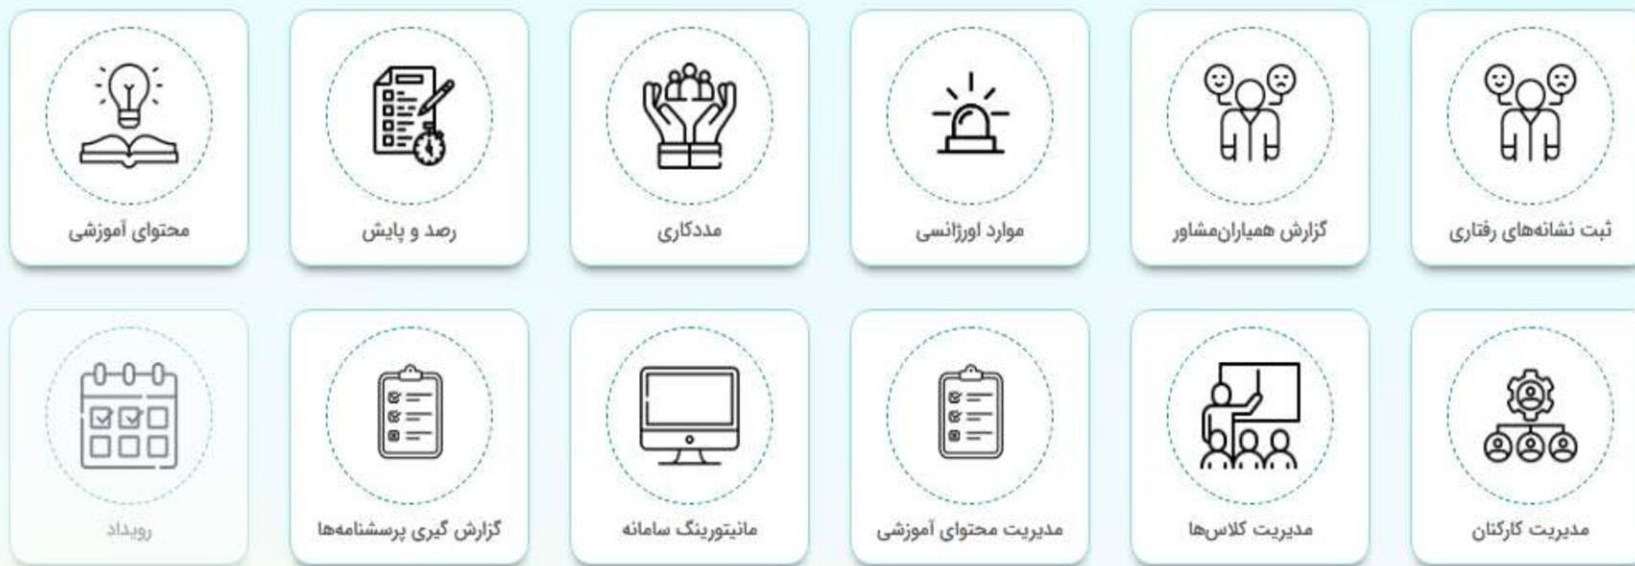 ثبت نشانه‌های رفتاری
گزارش همیاران‌مشاور
موارد اورژانسی
مددکاری
رصد و پایش
محتوای آموزشی
مدیریت کارکنان
مدیریت کلاس‌ها
مدیریت محتوای آموزشی
مانیتورینگ سامانه
گزارش گیری پرسشنامه‌ها
رویداد